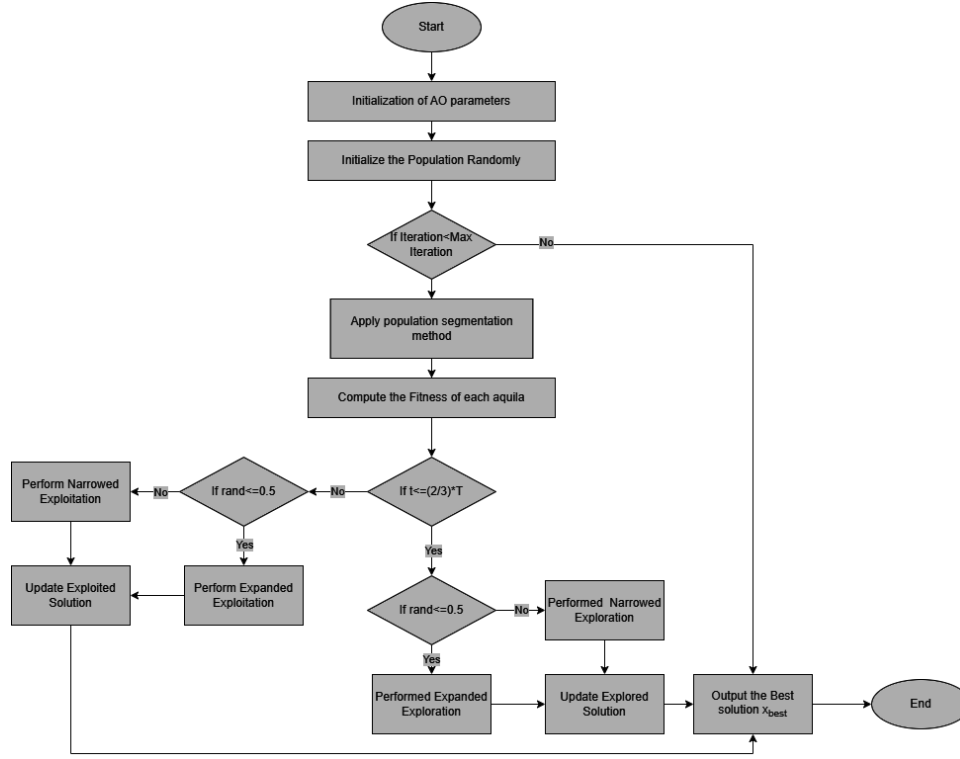 Start
Initialization of AO parameters
Initialize the Population Randomly
If Iteration<Max
Iteration
No
Apply population segmentation
method
Compute the Fitness of each aquila
Perform Narrowed
Exploitation
No
If rand<=0.5
No
If t<=(2/3)*T
Yes
Yes
Update Exploited
Solution
Perform Expanded
Exploitation
If rand<=0.5
No
Performed  Narrowed
Exploration
Yes
Performed Expanded
Exploration
Update Explored
Solution
Output the Best
solution xbest
End